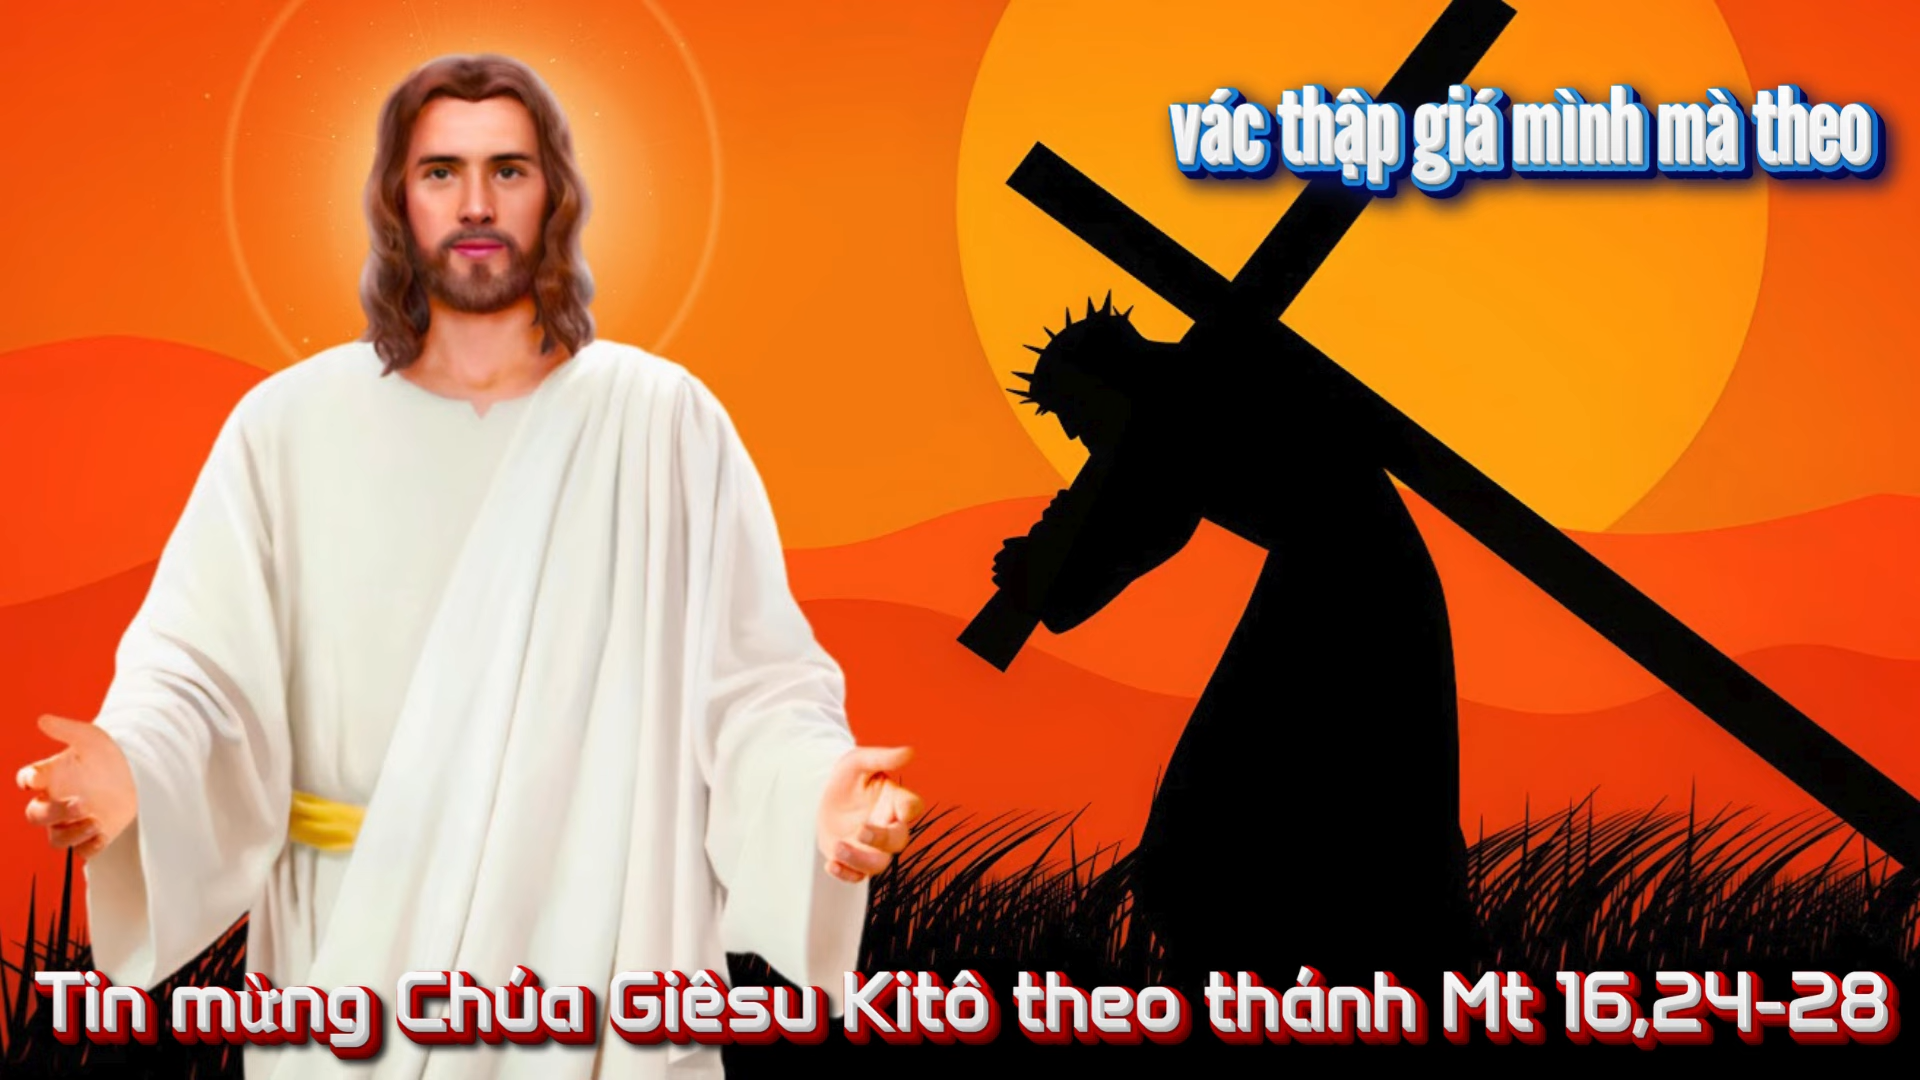 vác thập giá mình mà theo
Tin mừng Chúa Giêsu Kitô theo thánh Mt 16,24-28